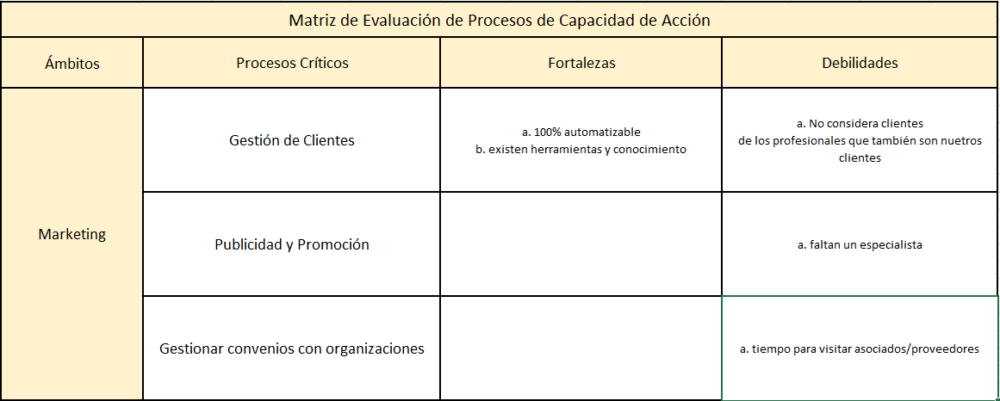 Matriz de Evaluación de Procesos de Capacidad de Acción
Ámbitos
Procesos Críticos
Fortalezas
Debilidades
Marketing
Gestión de Clientes
a. 100% automatizable
b. existen herramientas y conocimiento
a. No considera clientes
de los profesionales que también son nuetros
clientes
Publicidad y Promoción
a. faltan un especialista
Gestionar convenios con organizaciones
a. tiempo para visitar asociados/proveedores